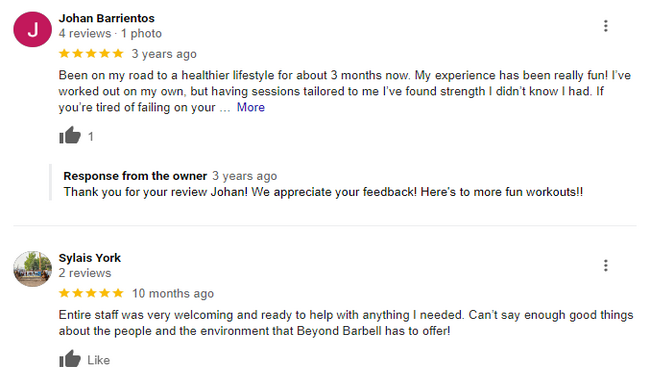 J
Johan Barrientos
4 reviews · 1 photo
3 years ago
Been on my road to a healthier lifestyle for about 3 months now. My experience has been really fun! I've
worked out on my own, but having sessions tailored to me I've found strength I didn't know I had. If
you're tired of failing on your … More
1
Response from the owner 3 years ago
Thank you for your review Johan! We appreciate your feedback! Here's to more fun workouts!!
Sylais York
2 reviews
10 months ago
Entire staff was very welcoming and ready to help with anything I needed. Can't say enough good things
about the people and the environment that Beyond Barbell has to offer!
Like